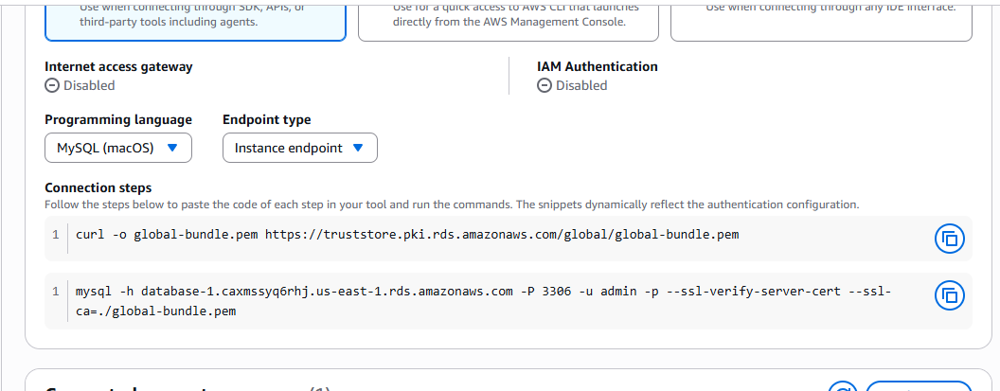 Use when connecting through SDK, APIs, or
third-party tools including agents.
Use for a quick access to AWS CLI that launches
directly from the AWS Management Console.
Use when connecting through any IDE interface.
Internet access gateway
Disabled
IAM Authentication
Disabled
Programming language
Endpoint type
MySQL (macOS)
Instance endpoint
Connection steps
Follow the steps below to paste the code of each step in your tool and run the commands. The snippets dynamically reflect the authentication configuration.
1 curl -o global-bundle.pem https://truststore.pki.rds.amazonaws.com/global/global-bundle.pem
1 mysql -h database-1.caxmssyq6rhj.us-east-1.rds.amazonaws.com -P 3306 -u admin -p --ssl-verify-server-cert --ssl-
ca=./global-bundle.pem